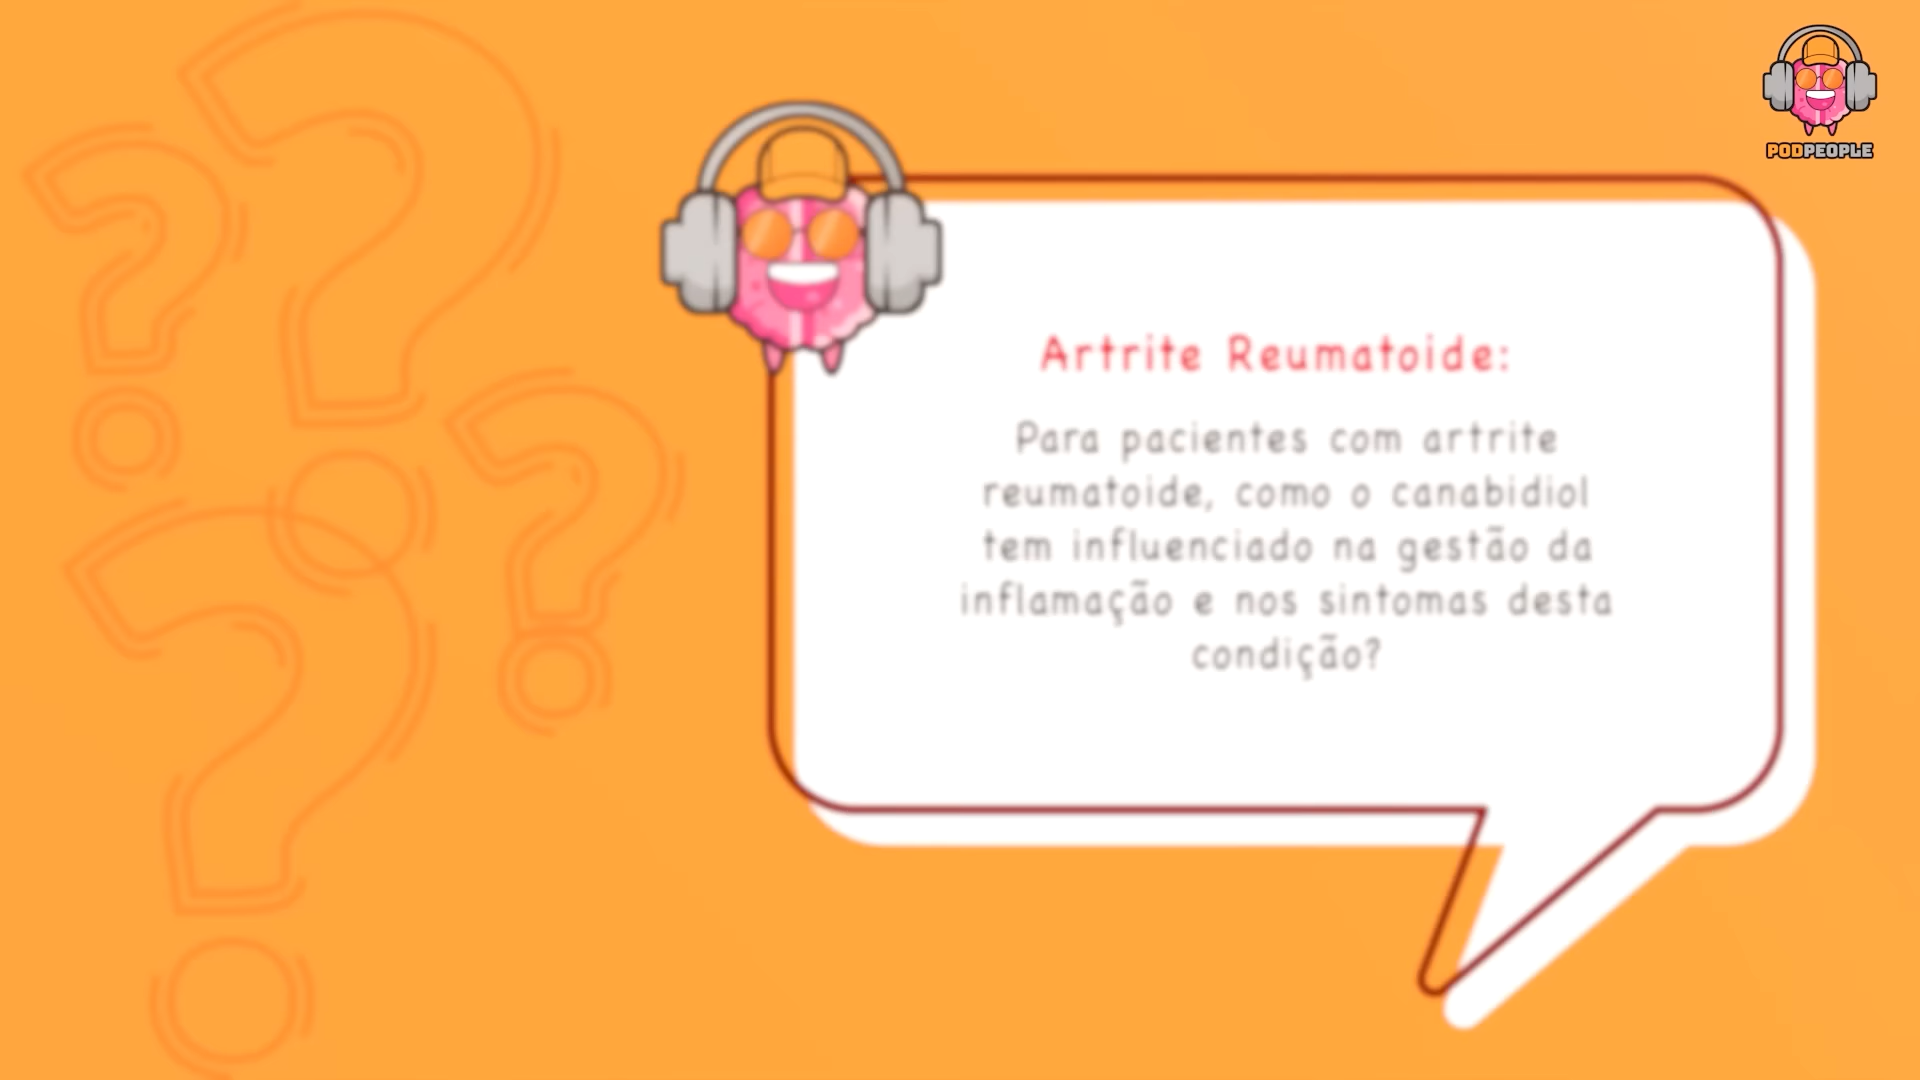 PODPEOPLE
Artrite Reumatoide:
Para pacientes com artrite
reumatoide, como o canabidiol
tem influenciado na gestão da
inflamação e nos sintomas desta
condição?